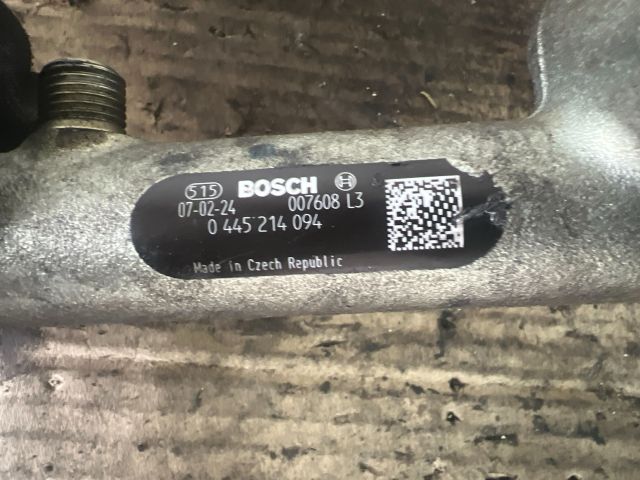 515 BOSCH
07-02-24 007608 L3
0 445 214 094
Made in Czech Republic